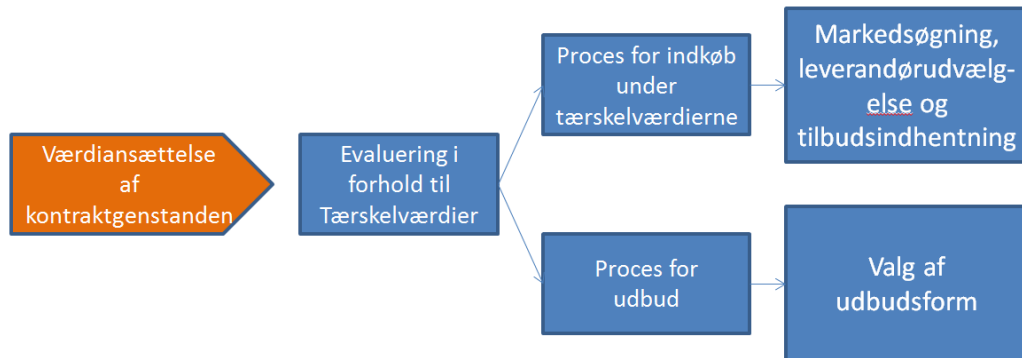 Værdiansættelse
af
kontraktgenstanden
Evaluering i
forhold til
Tærskelværdier
Proces for indkøb
under
tærskelværdierne
Markedsøgning,
leverandørudvælg-
else og
tilbudsindhentning
Proces for
udbud
Valg af
udbudsform